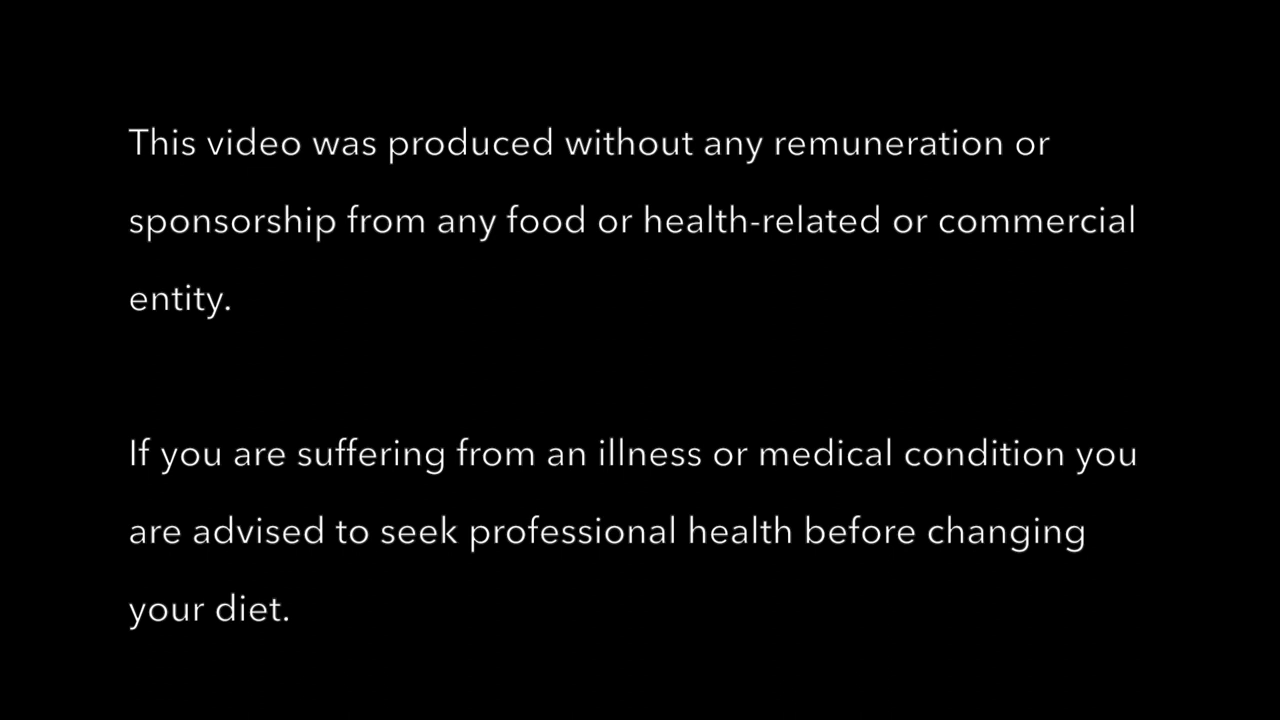 This video was produced without any remuneration or
sponsorship from any food or health-related or commercial
entity.
If you are suffering from an illness or medical condition you
are advised to seek professional health before changing
your diet.